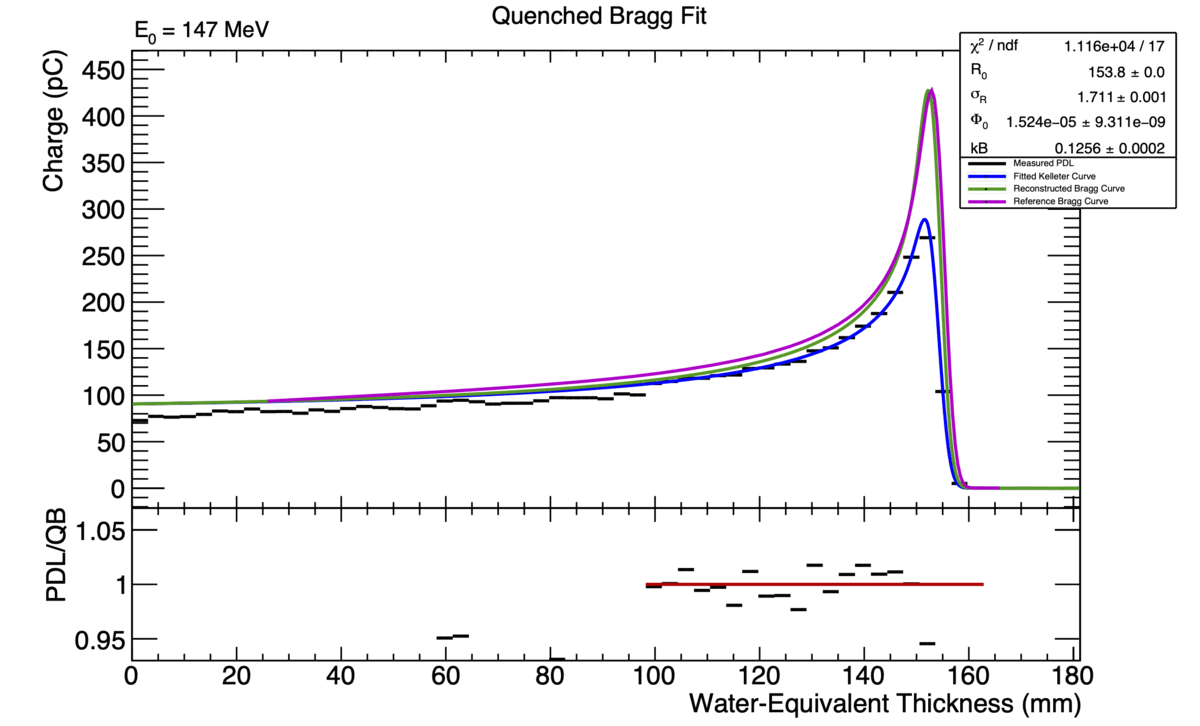 Quenched Bragg Fit
E₀ = 147 MeV
χ² / ndf 1.116e+04 / 17
R₀ 153.8 ± 0.0
σR 1.711 ± 0.001
Φ₀ 1.524e−05 ± 9.311e−09
kB 0.1256 ± 0.0002
Measured PDL
Fitted Kelleter Curve
Reconstructed Bragg Curve
Reference Bragg Curve
Charge (pC)
450
400
350
300
250
200
150
100
50
0
PDL/QB
1.05
1
0.95
0 20 40 60 80 100 120 140 160 180
Water-Equivalent Thickness (mm)